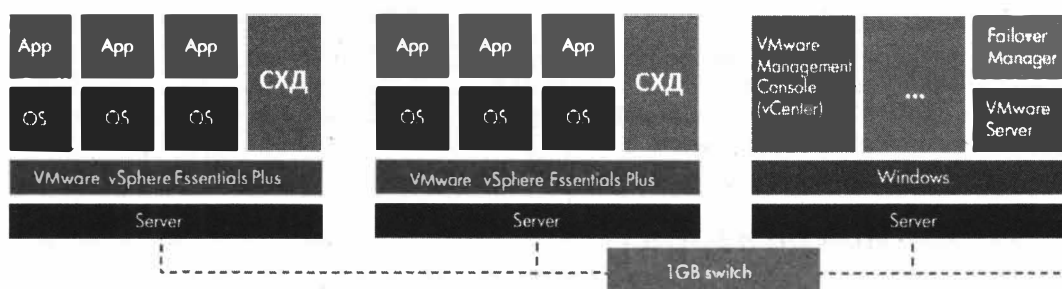 App App App СХД
OS OS OS
VMware vSphere Essentials Plus
Server
App App App СХД
OS OS OS
VMware vSphere Essentials Plus
Server
VMware
Management
Console
(vCenter)
...
Failover
Manager
VMware
Server
Windows
Server
1GB switch